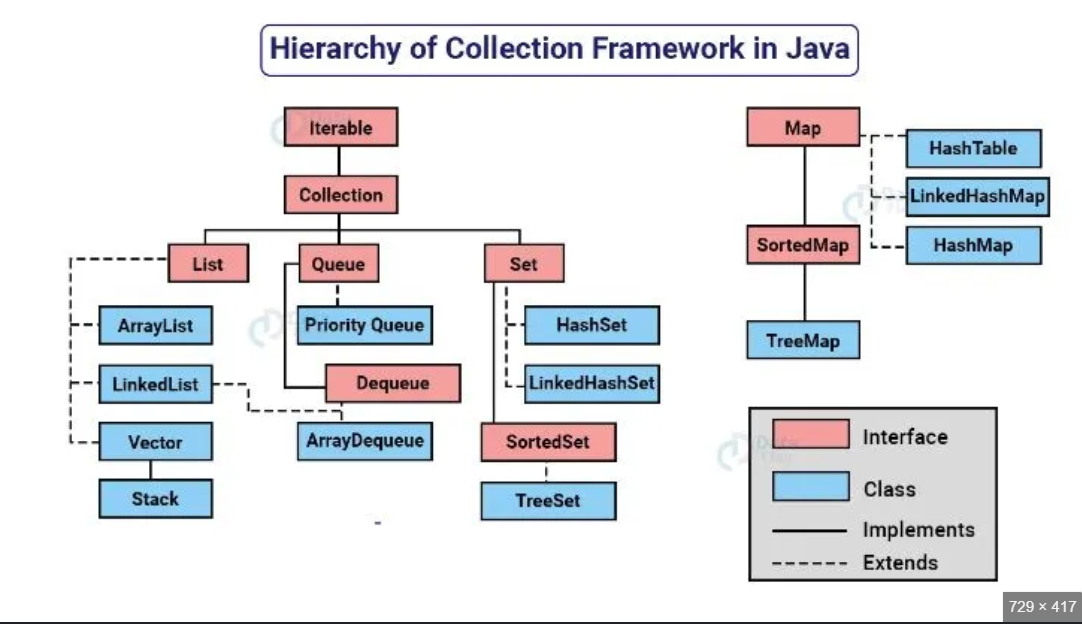 Hierarchy of Collection Framework in Java
Iterable
Map
HashTable
Collection
LinkedHashMap
List
Queue
Set
SortedMap
HashMap
ArrayList
Priority Queue
HashSet
TreeMap
LinkedList
Dequeue
LinkedHashSet
Vector
ArrayDequeue
SortedSet
Stack
TreeSet
Interface
Class
Implements
Extends
729 × 417